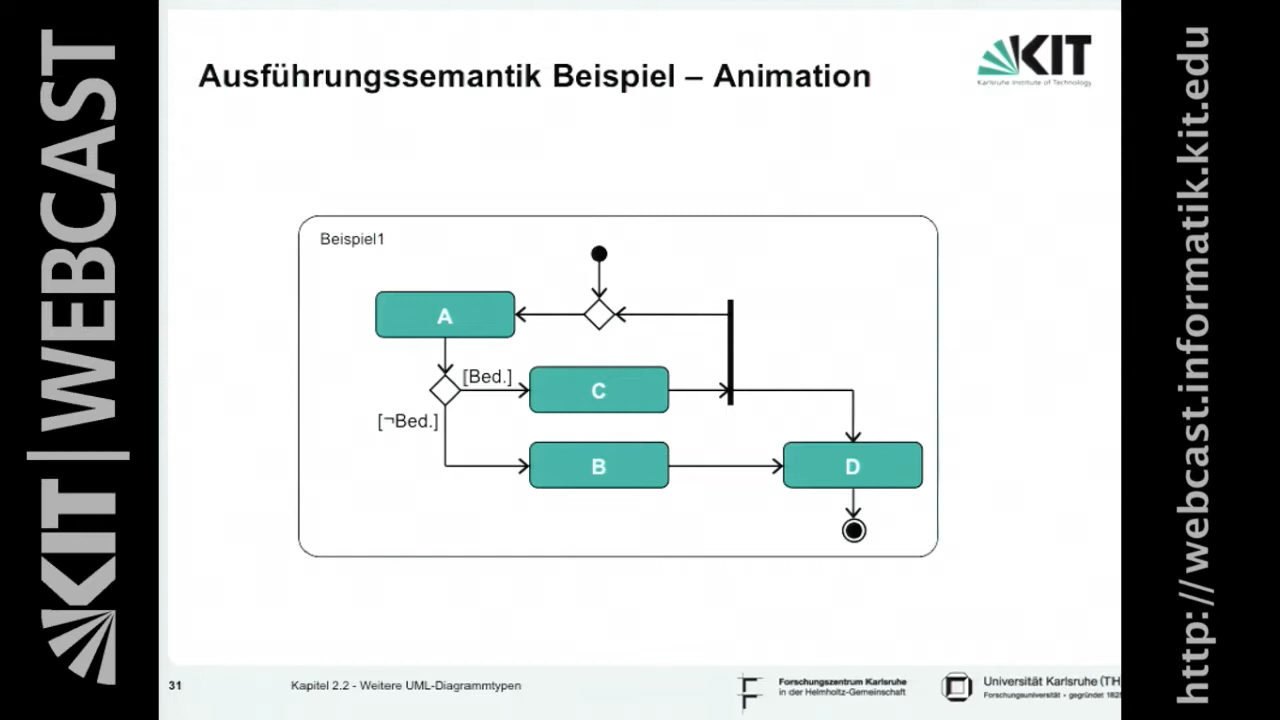 KIT | WEBCAST
Ausführungssemantik Beispiel – Animation
KIT
Karlsruhe Institute of Technology
Beispiel1
A
[Bed.]
C
[¬Bed.]
B
D
31
Kapitel 2.2 - Weitere UML-Diagrammtypen
Forschungszentrum Karlsruhe
in der Helmholtz-Gemeinschaft
Universität Karlsruhe (TH
Forschungsuniversität • gegründet 182
http://webcast.informatik.kit.edu